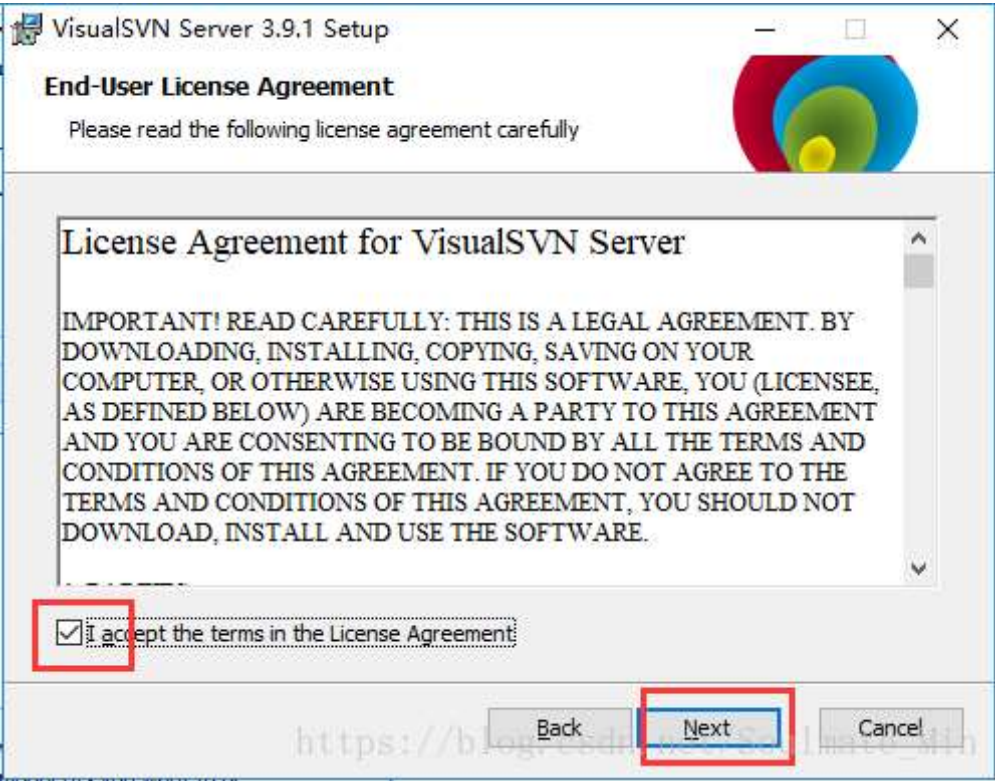 VisualSVN Server 3.9.1 Setup
End-User License Agreement
Please read the following license agreement carefully
License Agreement for VisualSVN Server
IMPORTANT! READ CAREFULLY: THIS IS A LEGAL AGREEMENT. BY
DOWNLOADING, INSTALLING, COPYING, SAVING ON YOUR
COMPUTER, OR OTHERWISE USING THIS SOFTWARE, YOU (LICENSEE,
AS DEFINED BELOW) ARE BECOMING A PARTY TO THIS AGREEMENT
AND YOU ARE CONSENTING TO BE BOUND BY ALL THE TERMS AND
CONDITIONS OF THIS AGREEMENT. IF YOU DO NOT AGREE TO THE
TERMS AND CONDITIONS OF THIS AGREEMENT, YOU SHOULD NOT
DOWNLOAD, INSTALL AND USE THE SOFTWARE.
I accept the terms in the License Agreement
Back Next Cancel
https://blog.csdn.net/Soulmate_Min